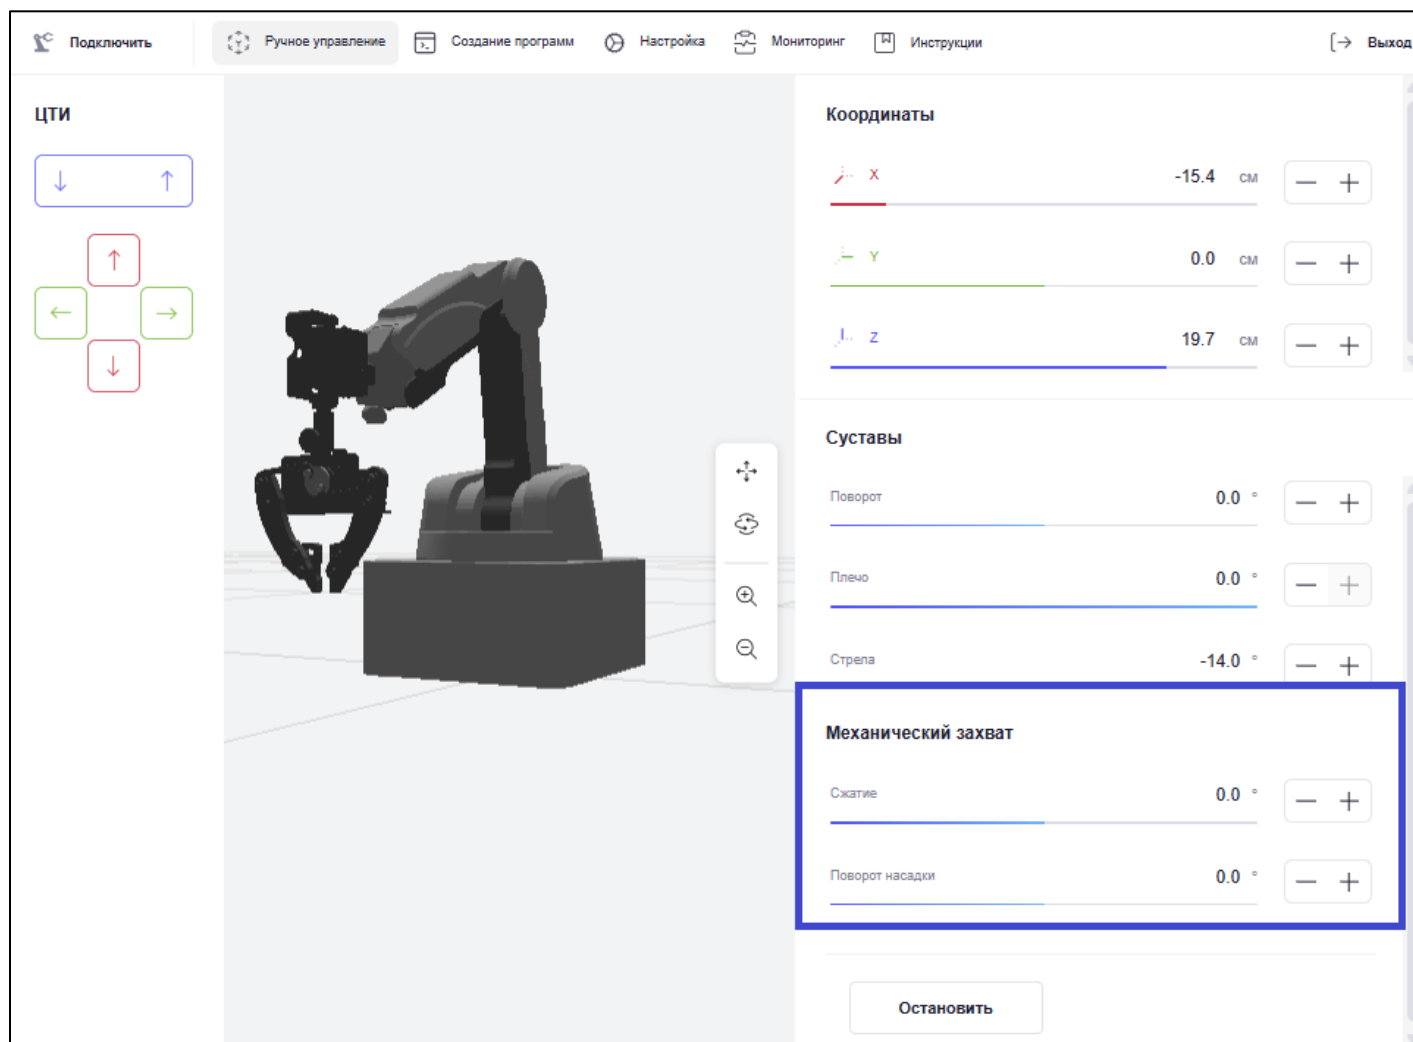 Подключить
Ручное управление
Создание программ
Настройка
Мониторинг
Инструкции
Выход
ЦТИ
Координаты
X -15.4 см
Y 0.0 см
Z 19.7 см
Суставы
Поворот 0.0 °
Плечо 0.0 °
Стрела -14.0 °
Механический захват
Сжатие 0.0 °
Поворот насадки 0.0 °
Остановить